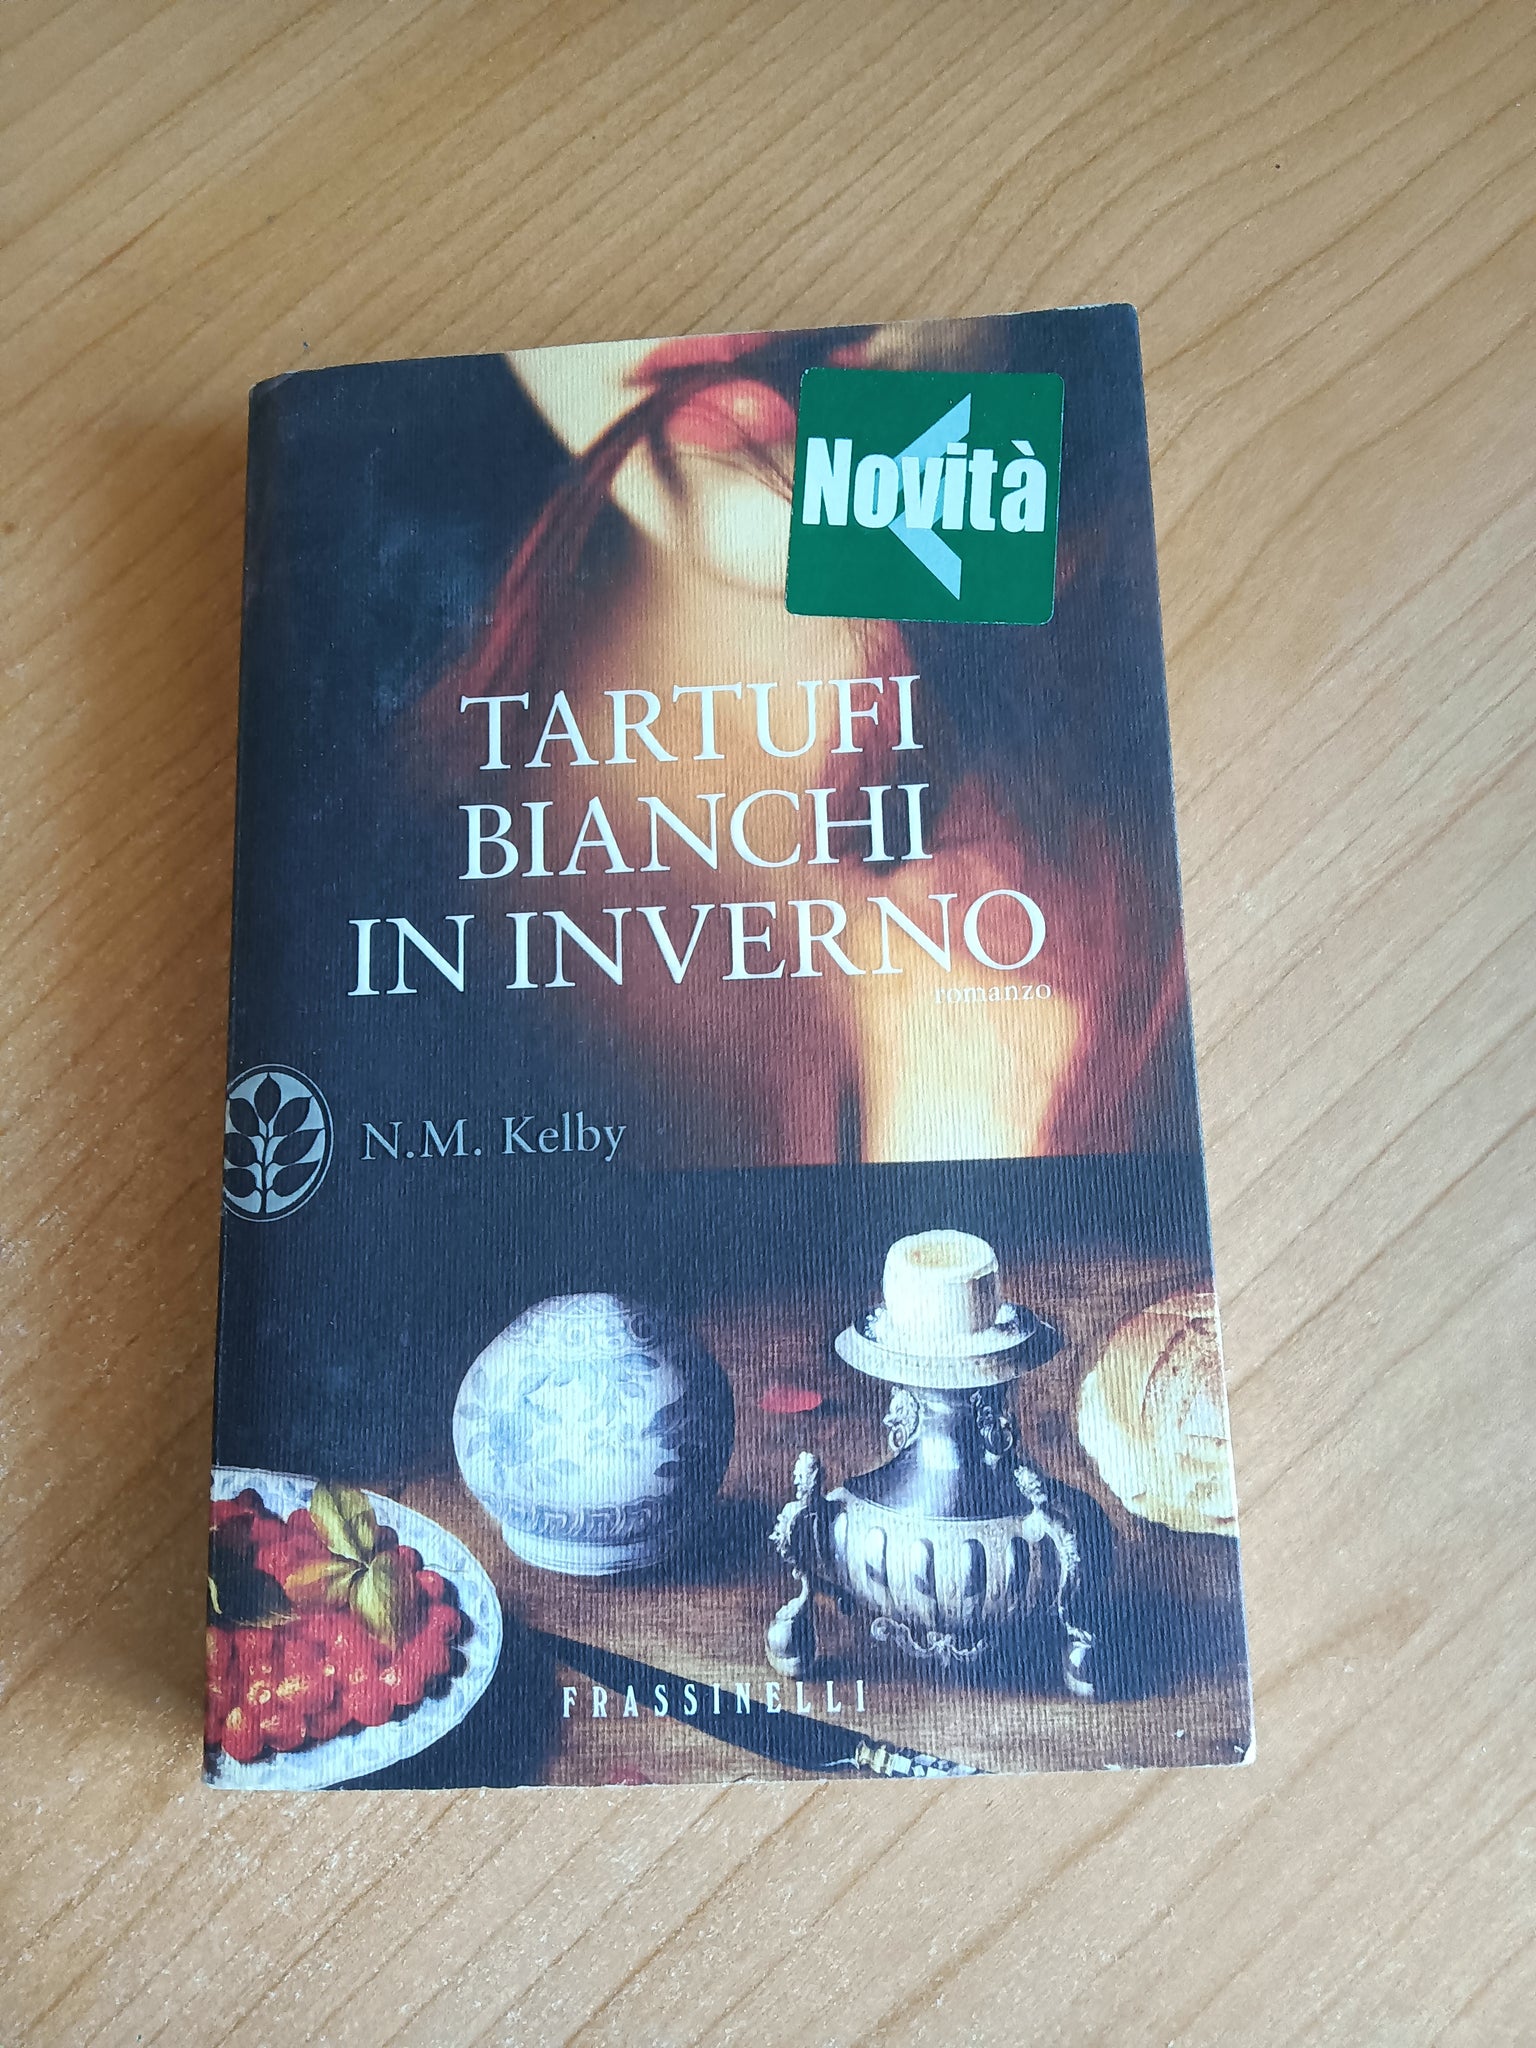 Novità
TARTUFI
BIANCHI
IN INVERNO
romanzo
N.M. Kelby
FRASSINELLI